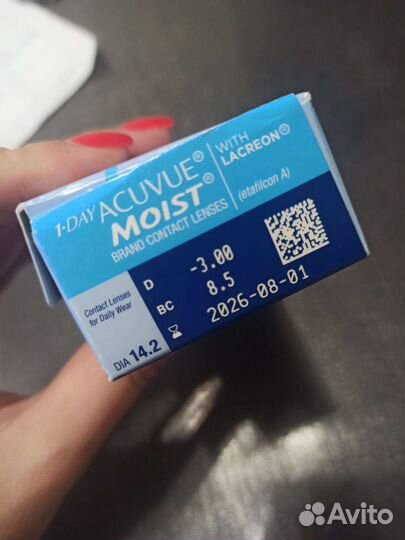 1·DAY ACUVUE®
MOIST®
BRAND CONTACT LENSES
WITH
LACREON®
(etafilcon A)
Contact Lenses
for Daily Wear
DIA 14.2
D -3.00
BC 8.5
2026-08-01
Avito